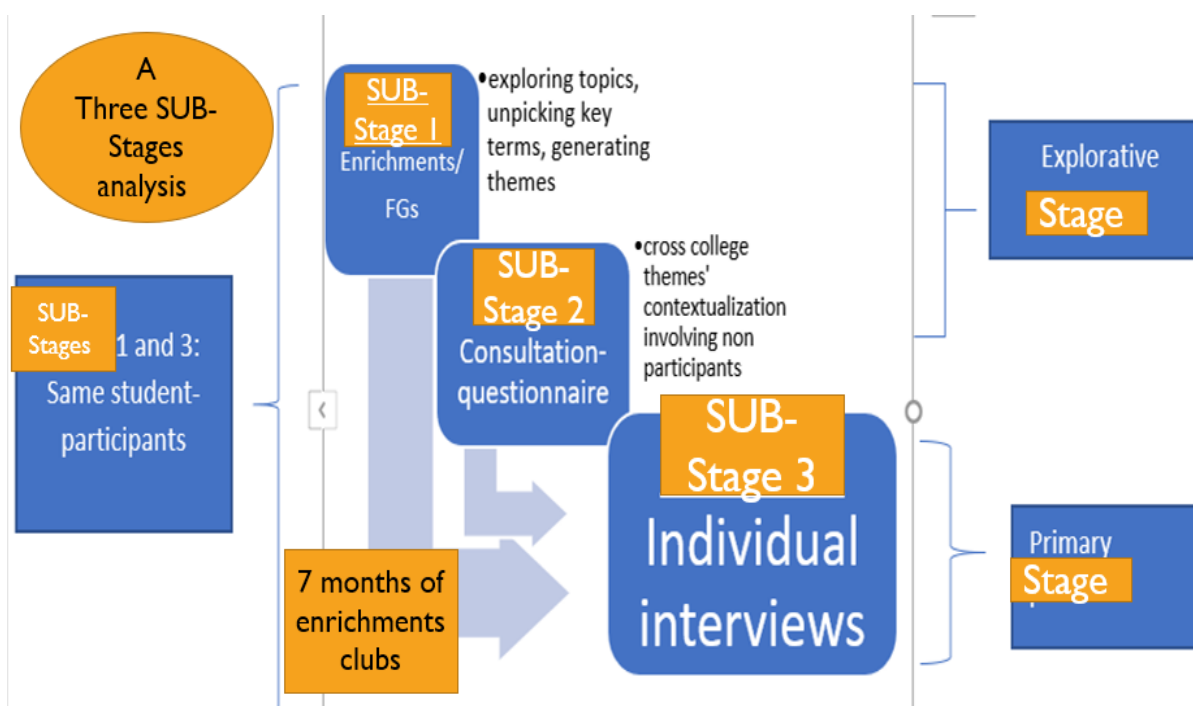 A
Three SUB-
Stages
analysis
SUB-
Stage 1
Enrichments/
FGs
•exploring topics,
unpicking key
terms, generating
themes
Explorative
Stage
SUB-
Stage 2
Consultation-
questionnaire
•cross college
themes'
contextualization
involving non
participants
SUB-
Stages
1 and 3:
Same student-
participants
SUB-
Stage 3
Individual
interviews
7 months of
enrichments
clubs
Primary
Stage